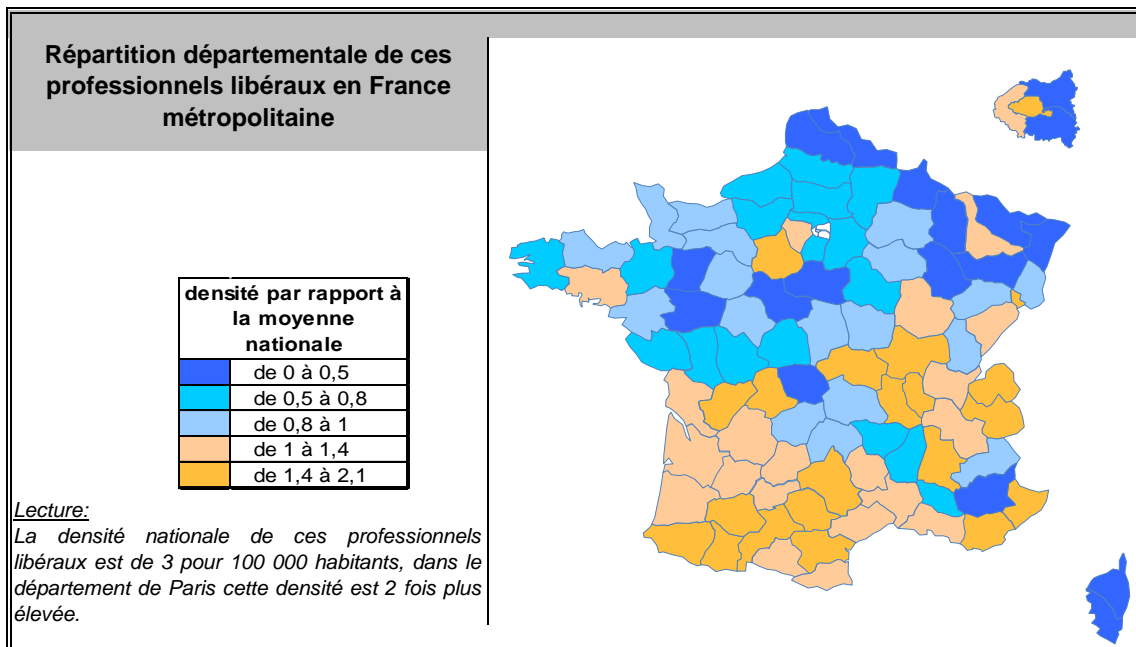 Répartition départementale de ces
professionnels libéraux en France
métropolitaine
densité par rapport à
la moyenne
nationale
de 0 à 0,5
de 0,5 à 0,8
de 0,8 à 1
de 1 à 1,4
de 1,4 à 2,1
Lecture:
La densité nationale de ces professionnels
libéraux est de 3 pour 100 000 habitants, dans le
département de Paris cette densité est 2 fois plus
élevée.